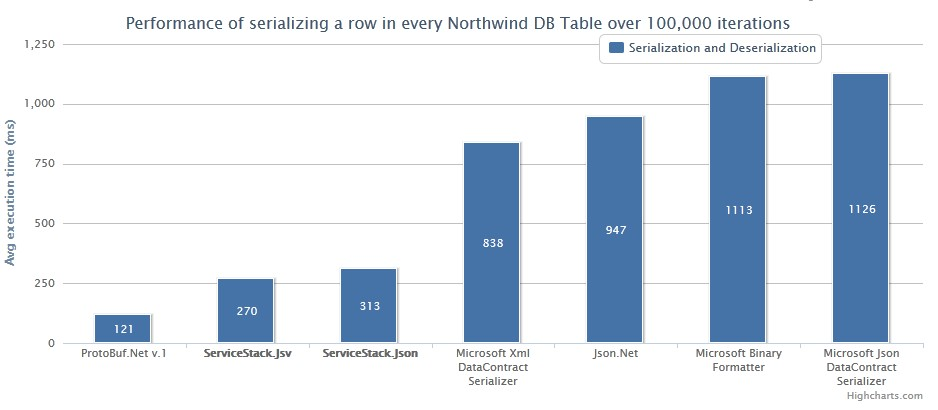 Performance of serializing a row in every Northwind DB Table over 100,000 iterations
Serialization and Deserialization
Avg execution time (ms)
1,250
1,000
750
500
250
0
121
270
313
838
947
1113
1126
ProtoBuf.Net v.1
ServiceStack.Jsv
ServiceStack.Json
Microsoft Xml
DataContract
Serializer
Json.Net
Microsoft Binary
Formatter
Microsoft Json
DataContract
Serializer
Highcharts.com